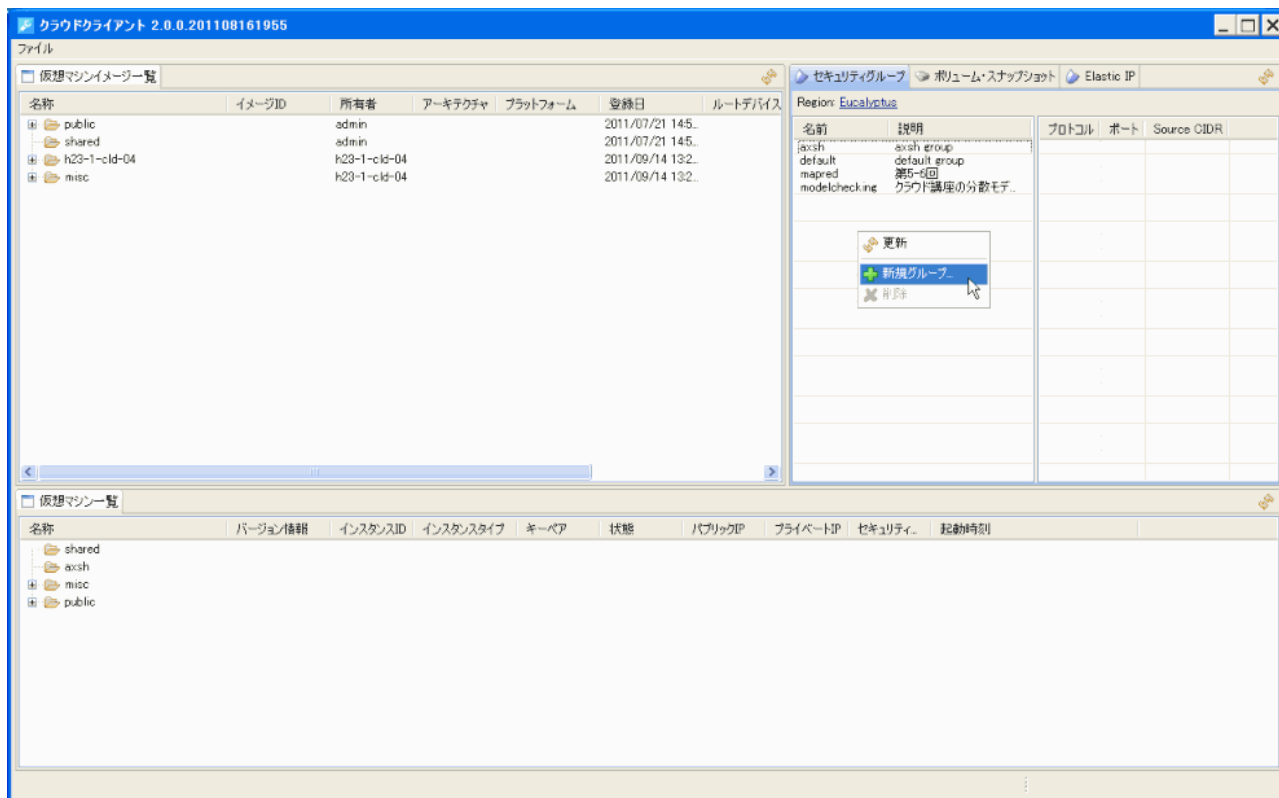 クラウドクライアント 2.0.0.201108161955
ファイル
仮想マシンイメージ一覧
名称 イメージID 所有者 アーキテクチャ プラットフォーム 登録日 ルートデバイス
public admin 2011/07/21 14:5...
shared admin 2011/07/21 14:5...
h23-1-cld-04 h23-1-cld-04 2011/09/14 13:2...
misc h23-1-cld-04 2011/09/14 13:2...
セキュリティグループ ボリューム・スナップショット Elastic IP
Region: Eucalyptus
名前 説明
axsh axsh group
default default group
mapred 第5-6回
modelchecking クラウド講座の分散モデ...
プロトコル ポート Source CIDR
更新
新規グループ...
削除
仮想マシン一覧
名称 バージョン情報 インスタンスID インスタンスタイプ キーペア 状態 パブリックIP プライベートIP セキュリティ... 起動時刻
shared
axsh
misc
public